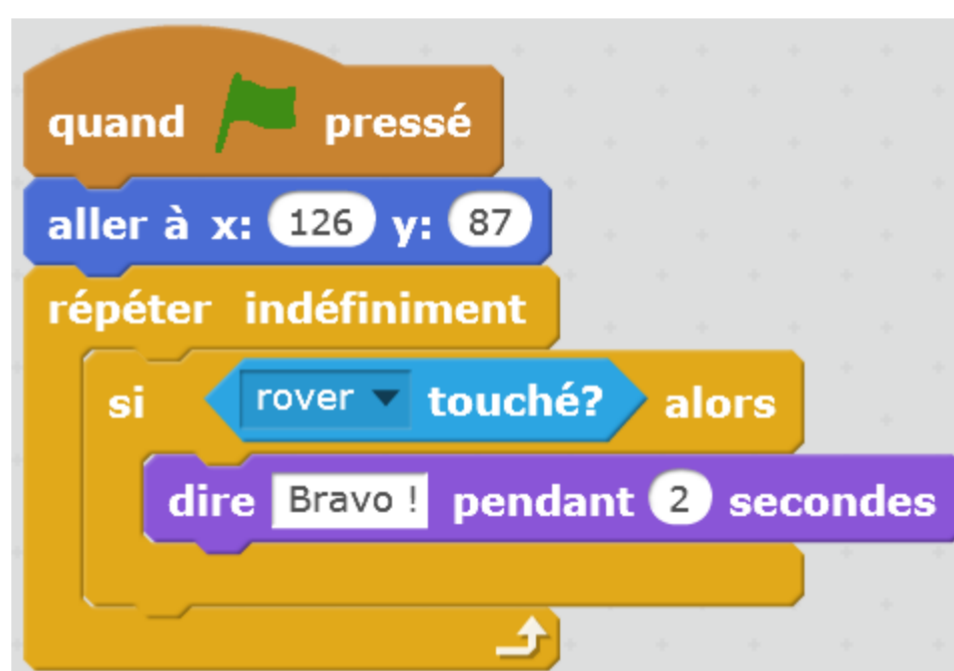 quand pressé
aller à x: 126 y: 87
répéter indéfiniment
si rover touché? alors
dire Bravo ! pendant 2 secondes